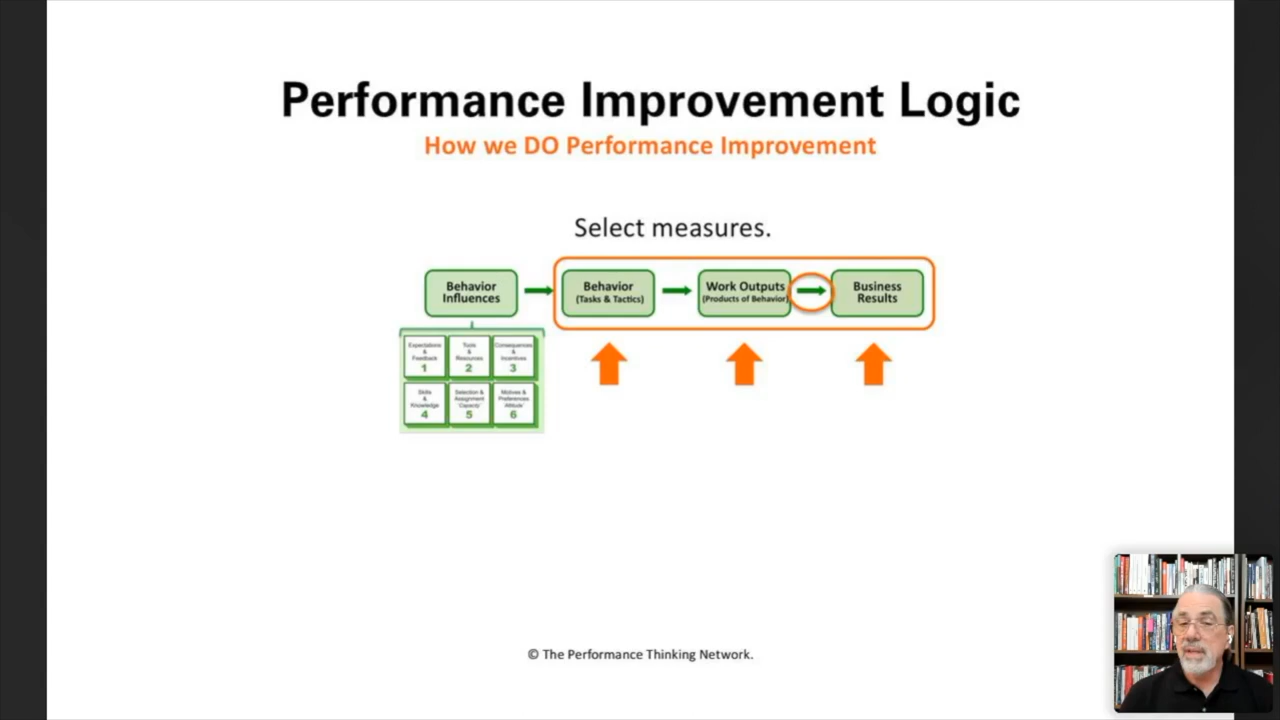 Performance Improvement Logic
How we DO Performance Improvement
Select measures.
Behavior
Influences
Behavior
(Tasks & Tactics)
Work Outputs
(Products of Behavior)
Business
Results
Expectations
&
Feedback
1
Tools
&
Resources
2
Consequences
&
Incentives
3
Skills
&
Knowledge
4
Selection &
Assignment
'Capacity'
5
Motives &
Preferences
'Attitude'
6
© The Performance Thinking Network.